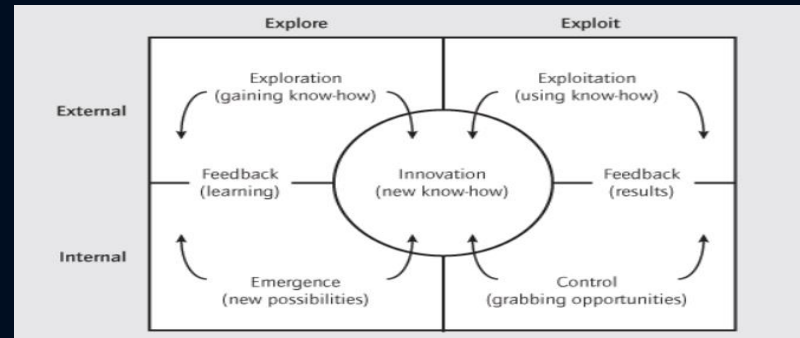 Explore
Exploit
External
Exploration
(gaining know-how)
Exploitation
(using know-how)
Feedback
(learning)
Innovation
(new know-how)
Feedback
(results)
Internal
Emergence
(new possibilities)
Control
(grabbing opportunities)